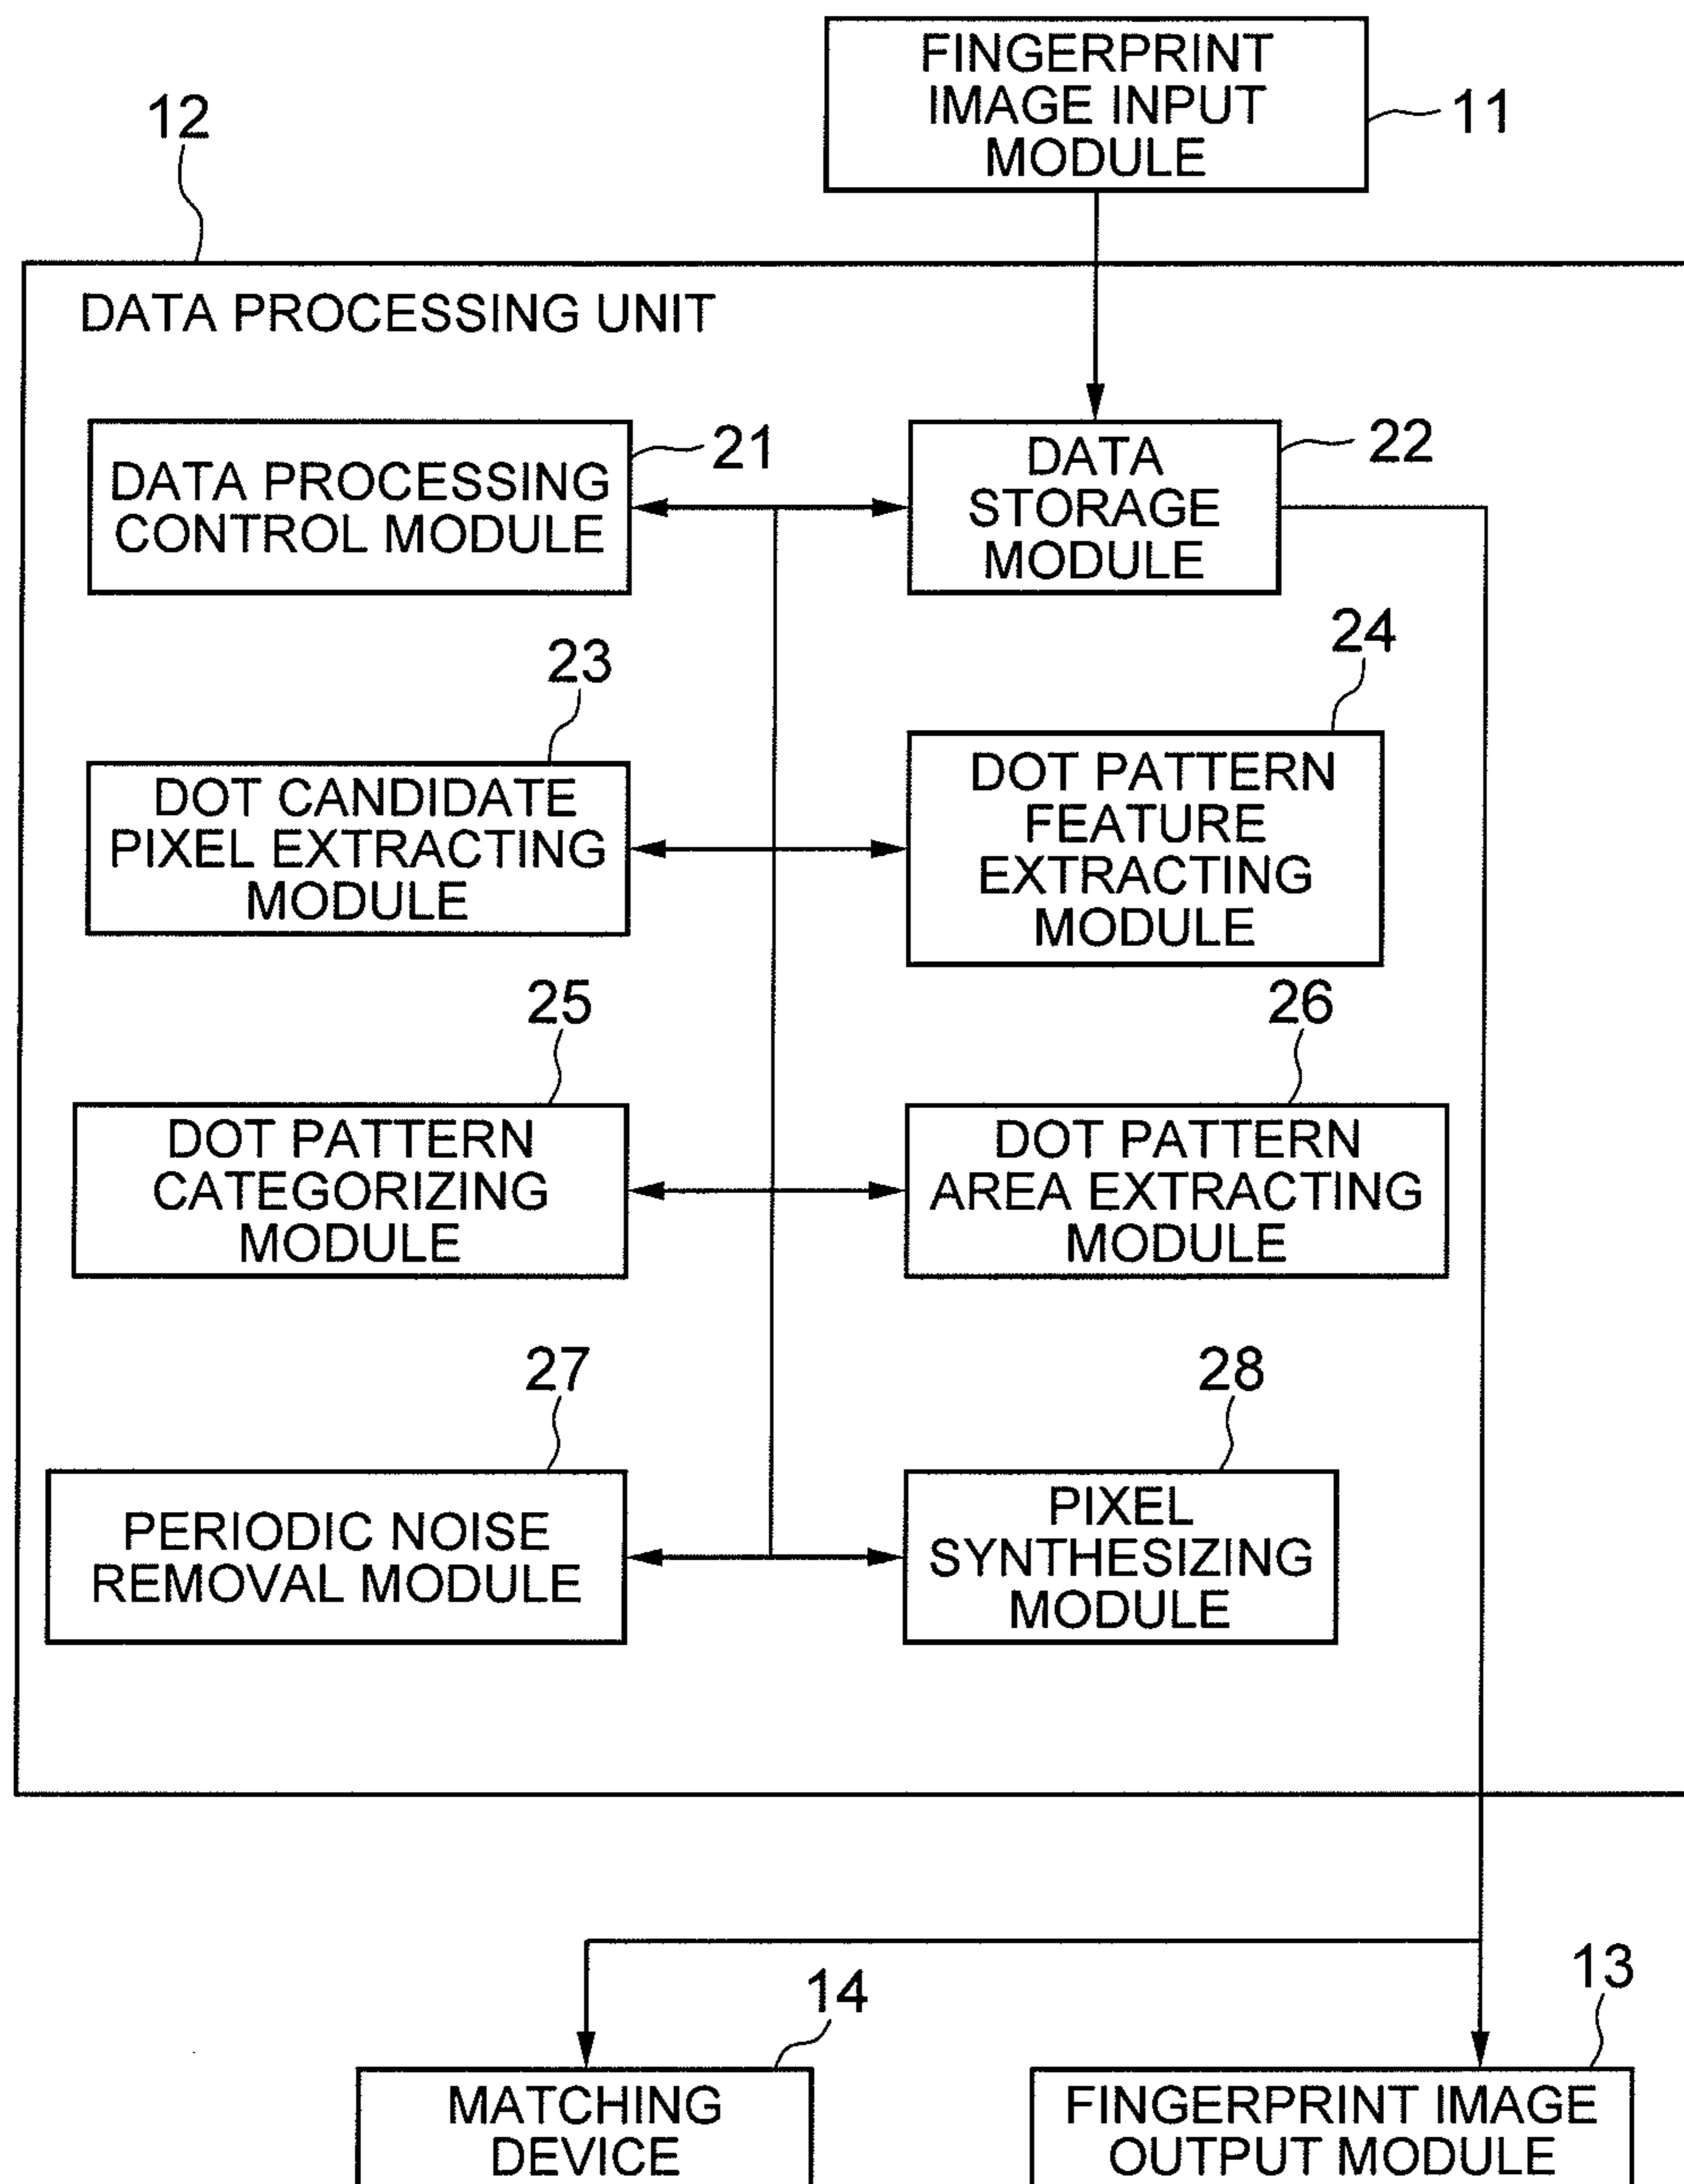 FINGERPRINT
IMAGE INPUT
MODULE
11
12
DATA PROCESSING UNIT
DATA PROCESSING
CONTROL MODULE
21
DATA
STORAGE
MODULE
22
23
DOT CANDIDATE
PIXEL EXTRACTING
MODULE
24
DOT PATTERN
FEATURE
EXTRACTING
MODULE
25
DOT PATTERN
CATEGORIZING
MODULE
26
DOT PATTERN
AREA EXTRACTING
MODULE
27
PERIODIC NOISE
REMOVAL MODULE
28
PIXEL
SYNTHESIZING
MODULE
14
MATCHING
DEVICE
13
FINGERPRINT IMAGE
OUTPUT MODULE